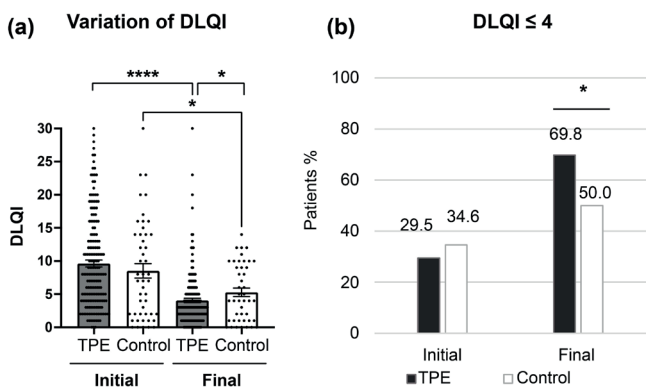 (a) Variation of DLQI
**** *
*
30
25
20
15
10
5
0
DLQI
TPE Control TPE Control
Initial Final
(b) DLQI ≤ 4
100
80
60
40
20
0
Patients %
*
69.8
50.0
29.5 34.6
Initial Final
TPE Control